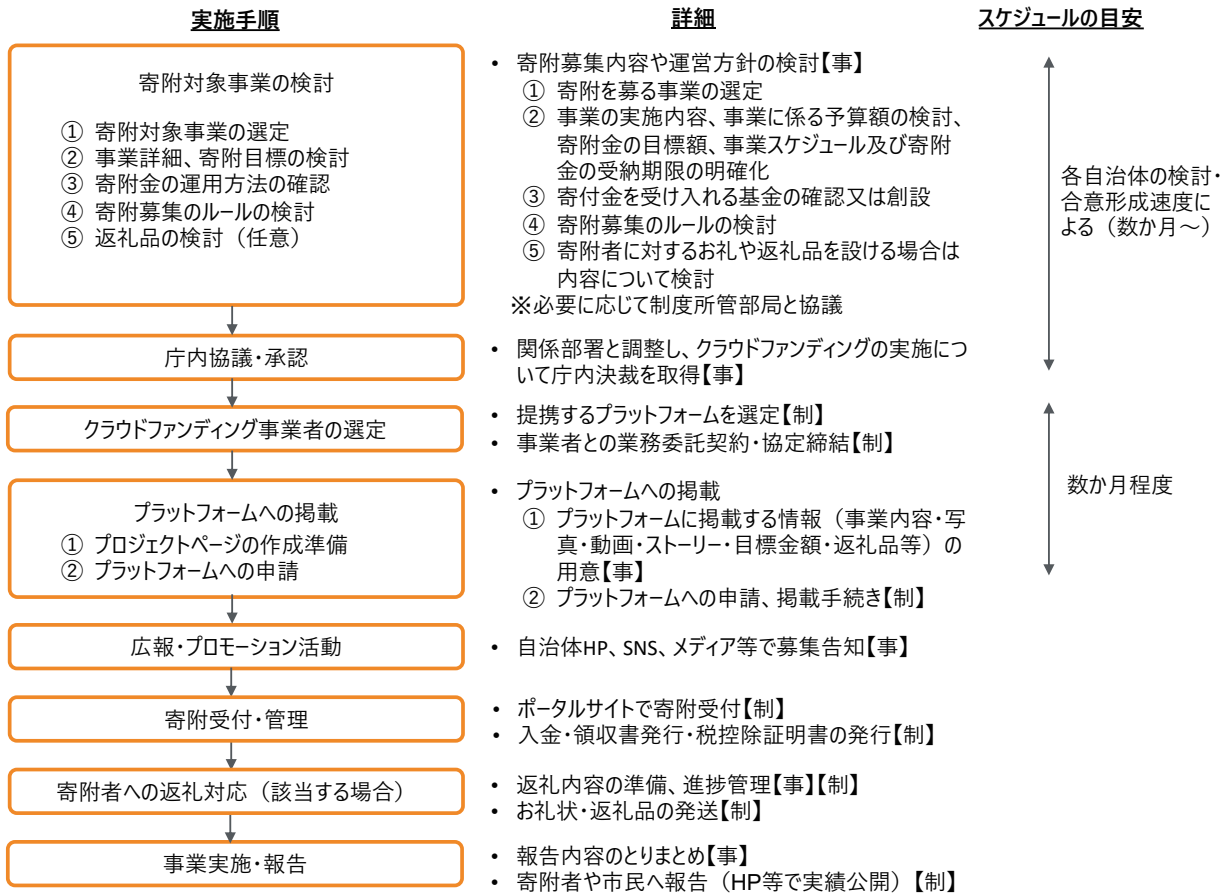 実施手順
寄附対象事業の検討
① 寄附対象事業の選定
② 事業詳細、寄附目標の検討
③ 寄附金の運用方法の確認
④ 寄附募集のルールの検討
⑤ 返礼品の検討（任意）
庁内協議・承認
クラウドファンディング事業者の選定
プラットフォームへの掲載
① プロジェクトページの作成準備
② プラットフォームへの申請
広報・プロモーション活動
寄附受付・管理
寄附者への返礼対応（該当する場合）
事業実施・報告
詳細
• 寄附募集内容や運営方針の検討【事】
① 寄附を募る事業の選定
② 事業の実施内容、事業に係る予算額の検討、
寄附金の目標額、事業スケジュール及び寄附
金の受納期限の明確化
③ 寄付金を受け入れる基金の確認又は創設
④ 寄附募集のルールの検討
⑤ 寄附者に対するお礼や返礼品を設ける場合は
内容について検討
※必要に応じて制度所管部局と協議
• 関係部署と調整し、クラウドファンディングの実施につ
いて庁内決裁を取得【事】
• 提携するプラットフォームを選定【制】
• 事業者との業務委託契約・協定締結【制】
• プラットフォームへの掲載
① プラットフォームに掲載する情報（事業内容・写
真・動画・ストーリー・目標金額・返礼品等）の
用意【事】
② プラットフォームへの申請、掲載手続き【制】
• 自治体HP、SNS、メディア等で募集告知【事】
• ポータルサイトで寄附受付【制】
• 入金・領収書発行・税控除証明書の発行【制】
• 返礼内容の準備、進捗管理【事】【制】
• お礼状・返礼品の発送【制】
• 報告内容のとりまとめ【事】
• 寄附者や市民へ報告（HP等で実績公開）【制】
スケジュールの目安
各自治体の検討・
合意形成速度に
よる（数か月～）
数か月程度